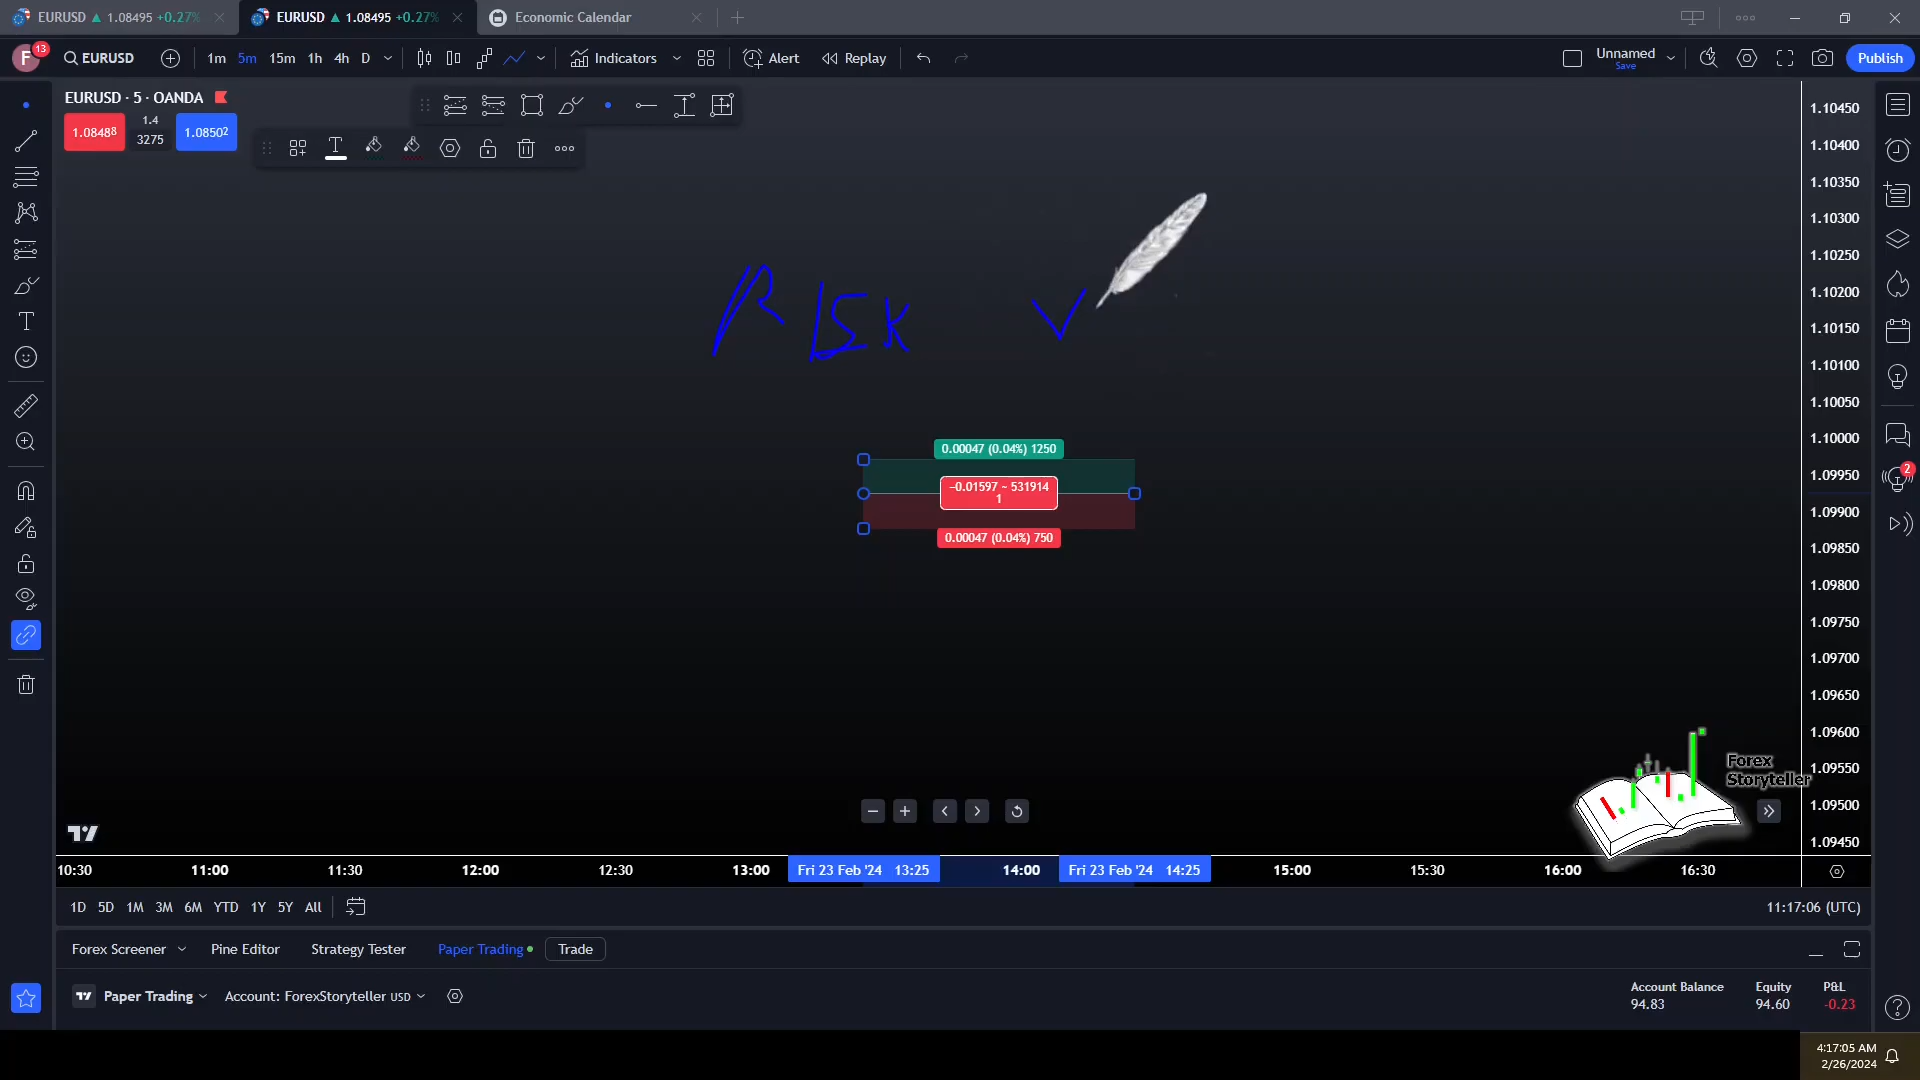 EURUSD 1.08495 +0.27%
EURUSD 1.08495 +0.27%
Economic Calendar
F 13 EURUSD 1m 5m 15m 1h 4h D Indicators Alert Replay Unnamed Save Publish
EURUSD · 5 · OANDA
1.08488 1.4 3275 1.08502
RISK V
0.00047 (0.04%) 1250
−0.01597 ~ 531914
1
0.00047 (0.04%) 750
1.10450
1.10400
1.10350
1.10300
1.10250
1.10200
1.10150
1.10100
1.10050
1.10000
1.09950
1.09900
1.09850
1.09800
1.09750
1.09700
1.09650
1.09600
1.09550
1.09500
1.09450
2
Forex
Storyteller
10:30 11:00 11:30 12:00 12:30 13:00 Fri 23 Feb '24 13:25 14:00 Fri 23 Feb '24 14:25 15:00 15:30 16:00 16:30
1D 5D 1M 3M 6M YTD 1Y 5Y All 11:17:06 (UTC)
Forex Screener Pine Editor Strategy Tester Paper Trading Trade
Paper Trading Account: ForexStoryteller USD
Account Balance Equity P&L
94.83 94.60 -0.23
4:17:05 AM
2/26/2024